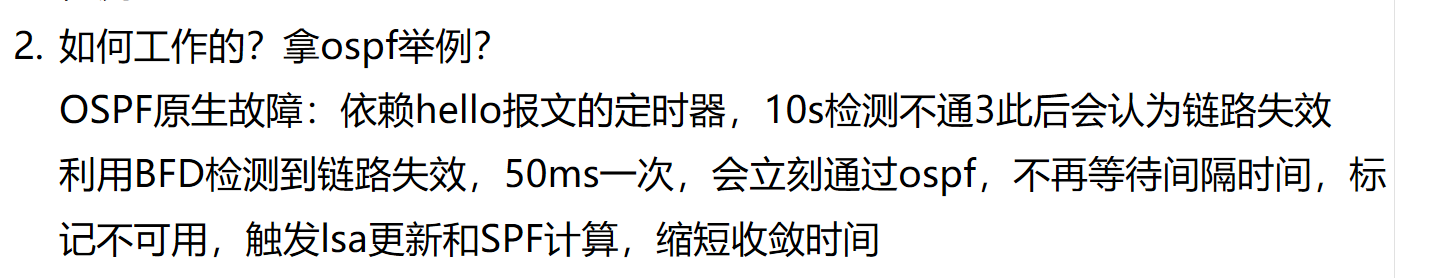 2. 如何工作的？拿ospf举例？
OSPF原生故障：依赖hello报文的定时器，10s检测不通3此后会认为链路失效
利用BFD检测到链路失效，50ms一次，会立刻通过ospf，不再等待间隔时间，标
记不可用，触发lsa更新和SPF计算，缩短收敛时间